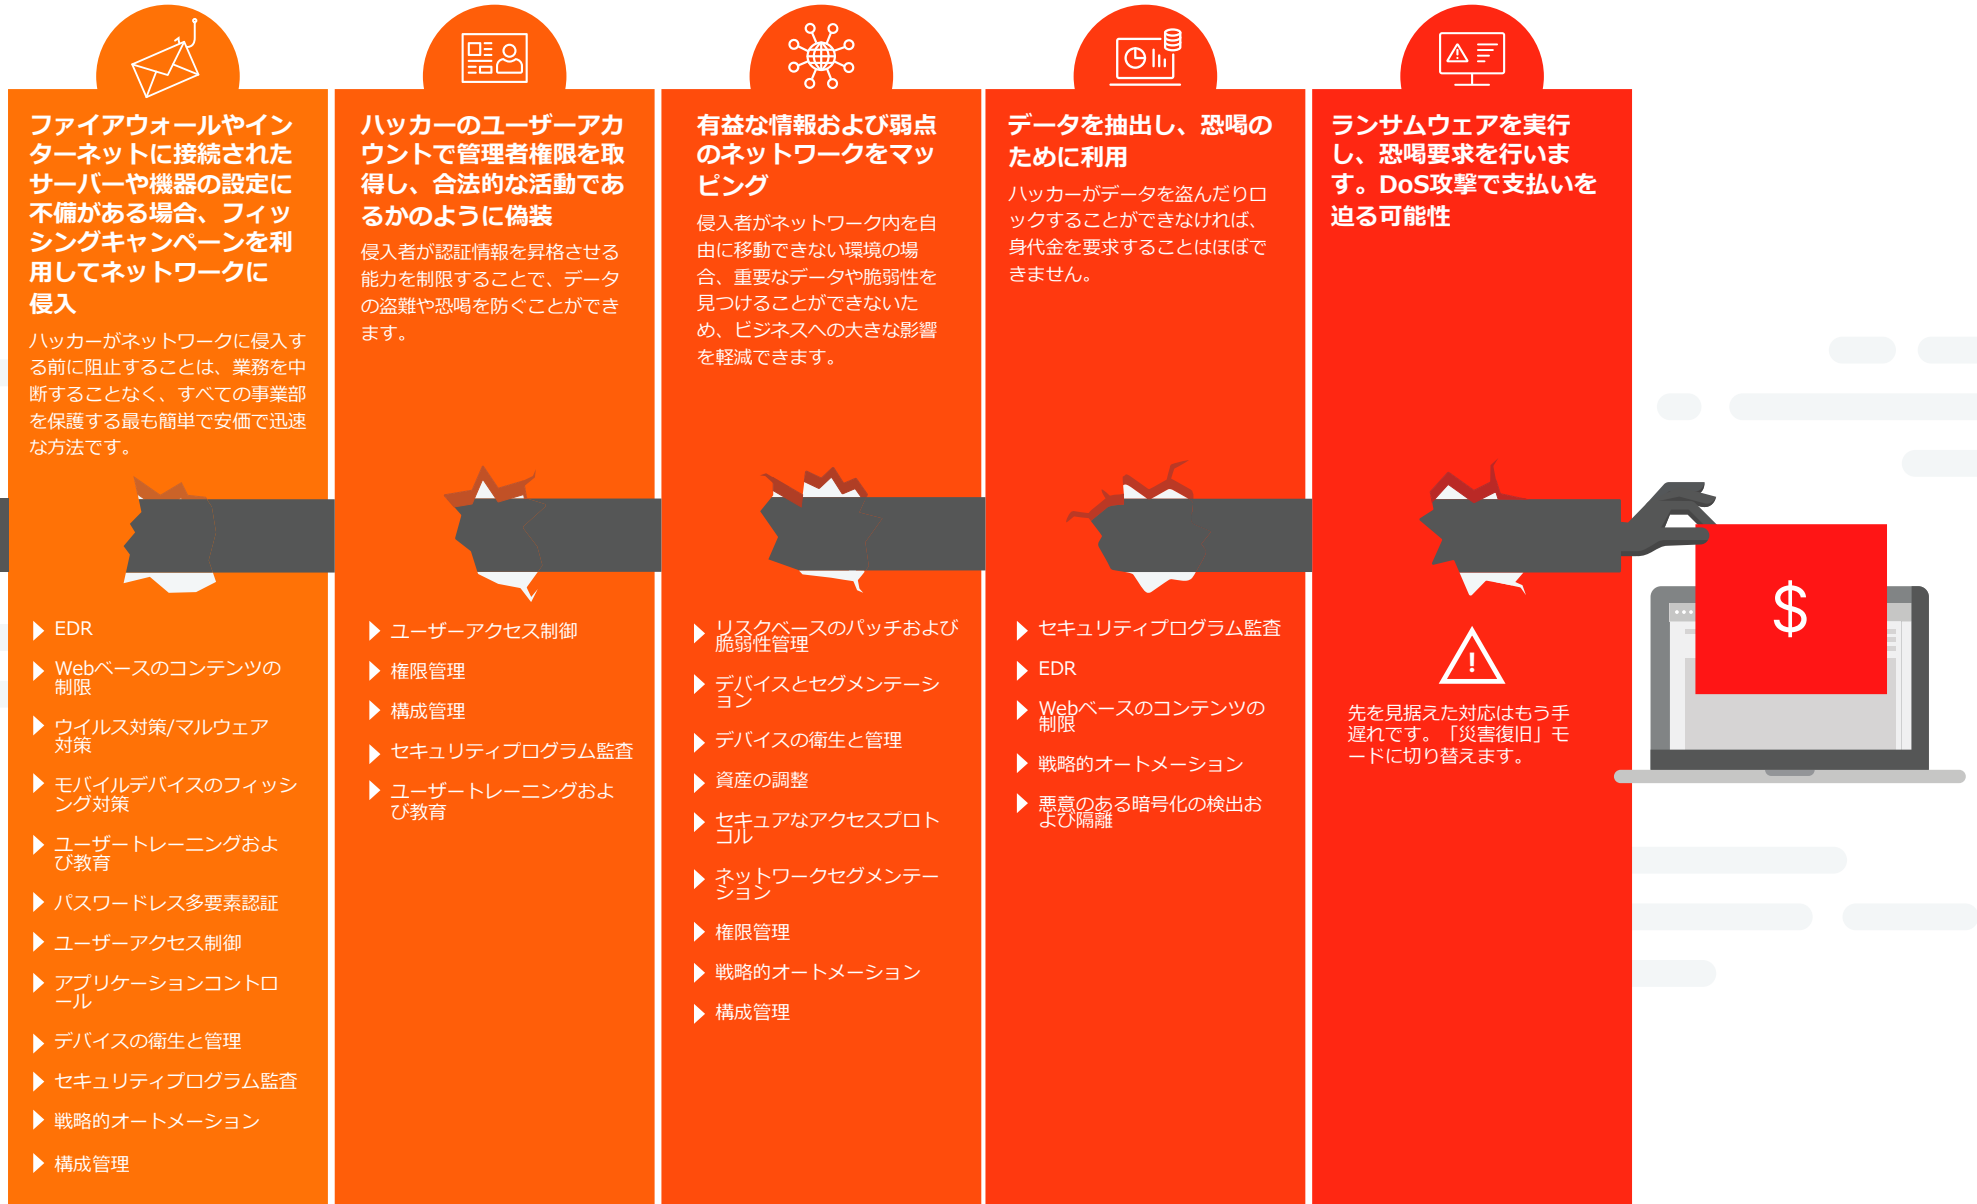 ファイアウォールやイン
ターネットに接続された
サーバーや機器の設定に
不備がある場合、フィッ
シングキャンペーンを利
用してネットワークに
侵入
ハッカーがネットワークに侵入す
る前に阻止することは、業務を中
断することなく、すべての事業部
を保護する最も簡単で安価で迅速
な方法です。
EDR
Webベースのコンテンツの
制限
ウイルス対策/マルウェア
対策
モバイルデバイスのフィッシ
ング対策
ユーザートレーニングおよ
び教育
パスワードレス多要素認証
ユーザーアクセス制御
アプリケーションコントロ
ール
デバイスの衛生と管理
セキュリティプログラム監査
戦略的オートメーション
構成管理
ハッカーのユーザーアカ
ウントで管理者権限を取
得し、合法的な活動であ
るかのように偽装
侵入者が認証情報を昇格させる
能力を制限することで、データ
の盗難や恐喝を防ぐことができ
ます。
ユーザーアクセス制御
権限管理
構成管理
セキュリティプログラム監査
ユーザートレーニングおよ
び教育
有益な情報および弱点
のネットワークをマッ
ピング
侵入者がネットワーク内を自
由に移動できない環境の場
合、重要なデータや脆弱性を
見つけることができないた
め、ビジネスへの大きな影響
を軽減できます。
リスクベースのパッチおよび
脆弱性管理
デバイスとセグメンテーシ
ョン
デバイスの衛生と管理
資産の調整
セキュアなアクセスプロト
コル
ネットワークセグメンテー
ション
権限管理
戦略的オートメーション
構成管理
データを抽出し、恐喝の
ために利用
ハッカーがデータを盗んだりロ
ックすることができなければ、
身代金を要求することはほぼで
きません。
セキュリティプログラム監査
EDR
Webベースのコンテンツの
制限
戦略的オートメーション
悪意のある暗号化の検出お
よび隔離
ランサムウェアを実行
し、恐喝要求を行いま
す。DoS攻撃で支払いを
迫る可能性
!
先を見据えた対応はもう手
遅れです。「災害復旧」モ
ードに切り替えます。
$